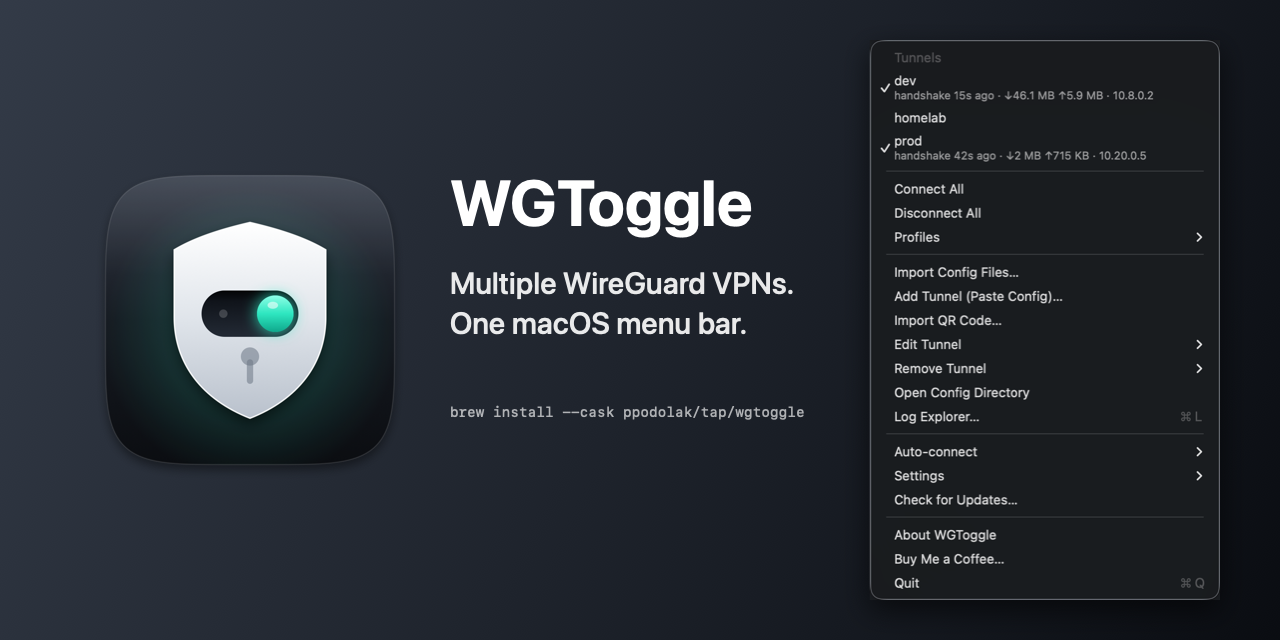 WGToggle
Multiple WireGuard VPNs.
One macOS menu bar.
brew install --cask ppodolak/tap/wgtoggle
Tunnels
dev
handshake 15s ago · ↓46.1 MB ↑5.9 MB · 10.8.0.2
homelab
prod
handshake 42s ago · ↓2 MB ↑715 KB · 10.20.0.5
Connect All
Disconnect All
Profiles
Import Config Files...
Add Tunnel (Paste Config)...
Import QR Code...
Edit Tunnel
Remove Tunnel
Open Config Directory
Log Explorer... ⌘ L
Auto-connect
Settings
Check for Updates...
About WGToggle
Buy Me a Coffee...
Quit ⌘ Q